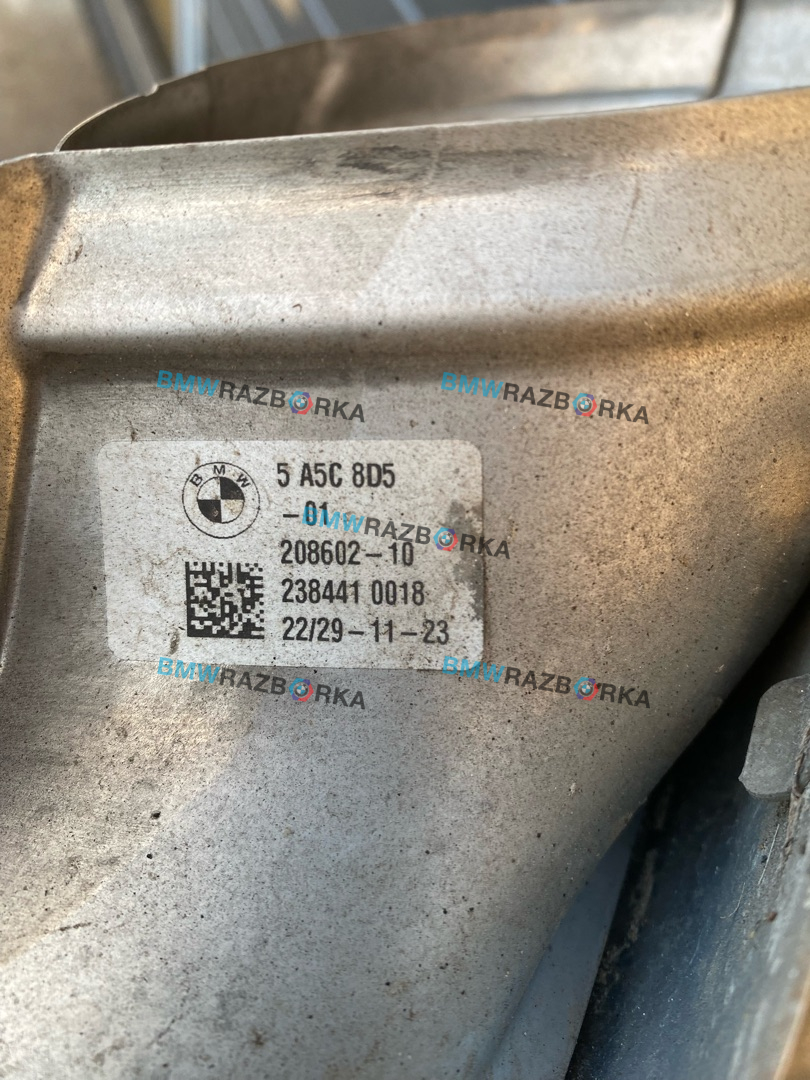 BMWRAZBORKA
BMWRAZBORKA
BMW
5 A5C 8D5
-01
BMWRAZBORKA
208602-10
238441 0018
22/29-11-23
BMWRAZBORKA
BMWRAZBORKA